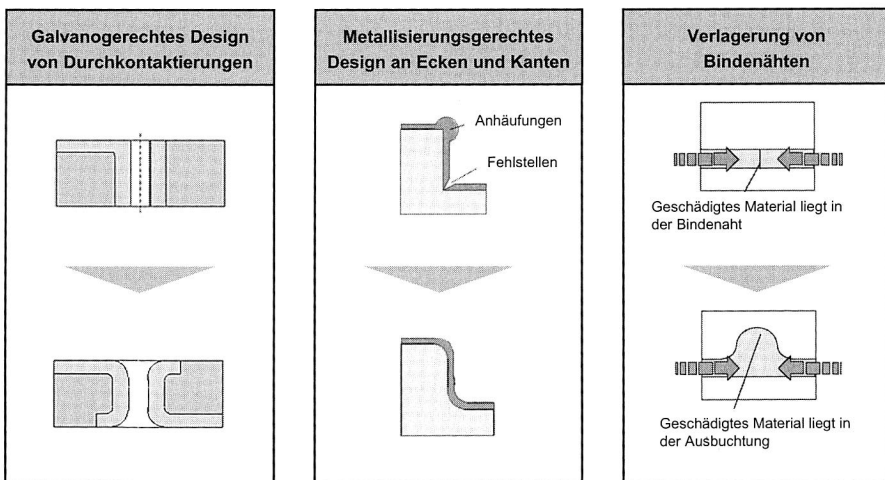 Galvanogerechtes Design
von Durchkontaktierungen
Metallisierungsgerechtes
Design an Ecken und Kanten
Anhäufungen
Fehlstellen
Verlagerung von
Bindenähten
Geschädigtes Material liegt in
der Bindenaht
Geschädigtes Material liegt in
der Ausbuchtung